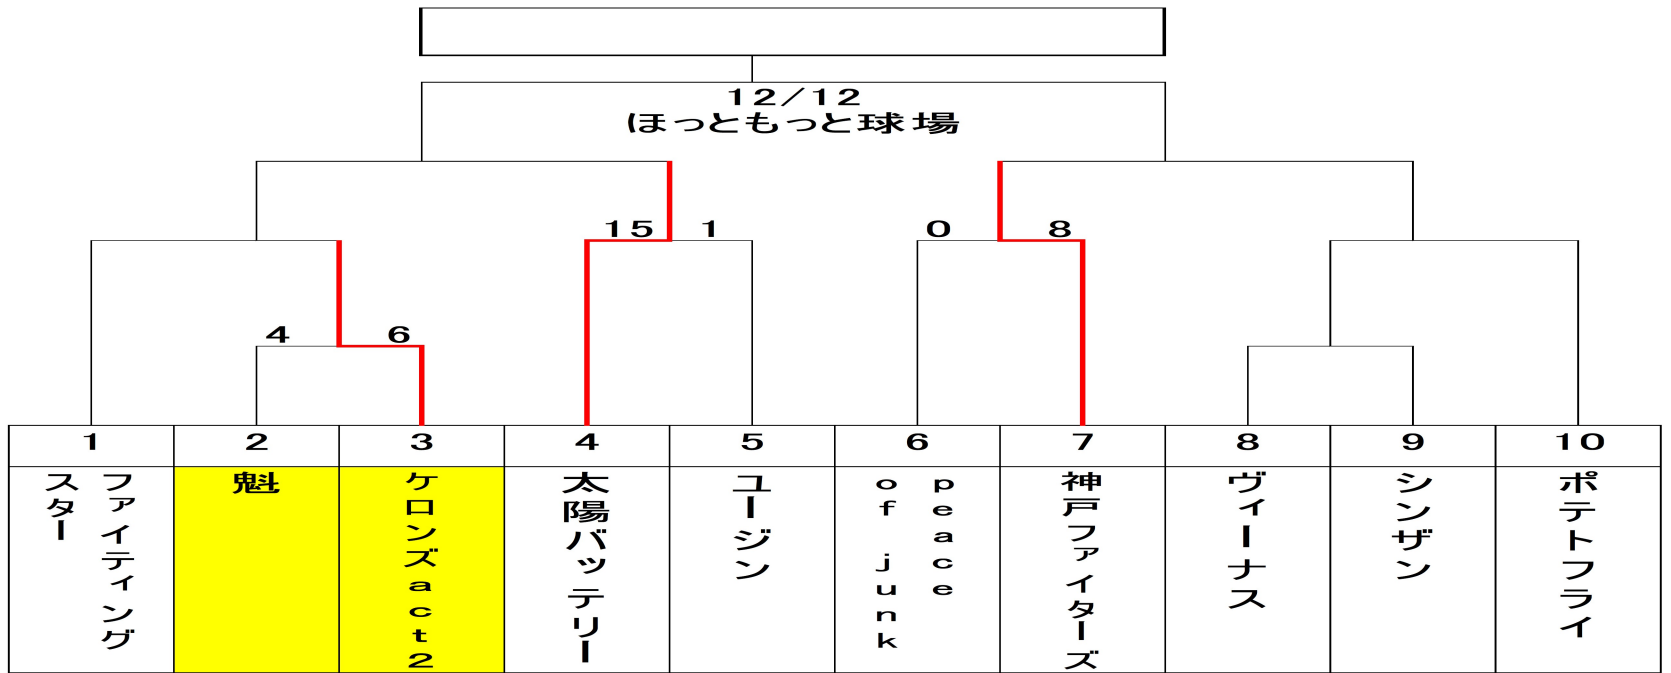 12/12
ほっともっと球場
15 1 0 8
4 6
1 2 3 4 5 6 7 8 9 10
ファイティング
スター
魁
ケロンズact2
太陽バッテリー
ユージン
peace
of junk
神戸ファイターズ
ヴィーナス
シンザン
ポテトフライ